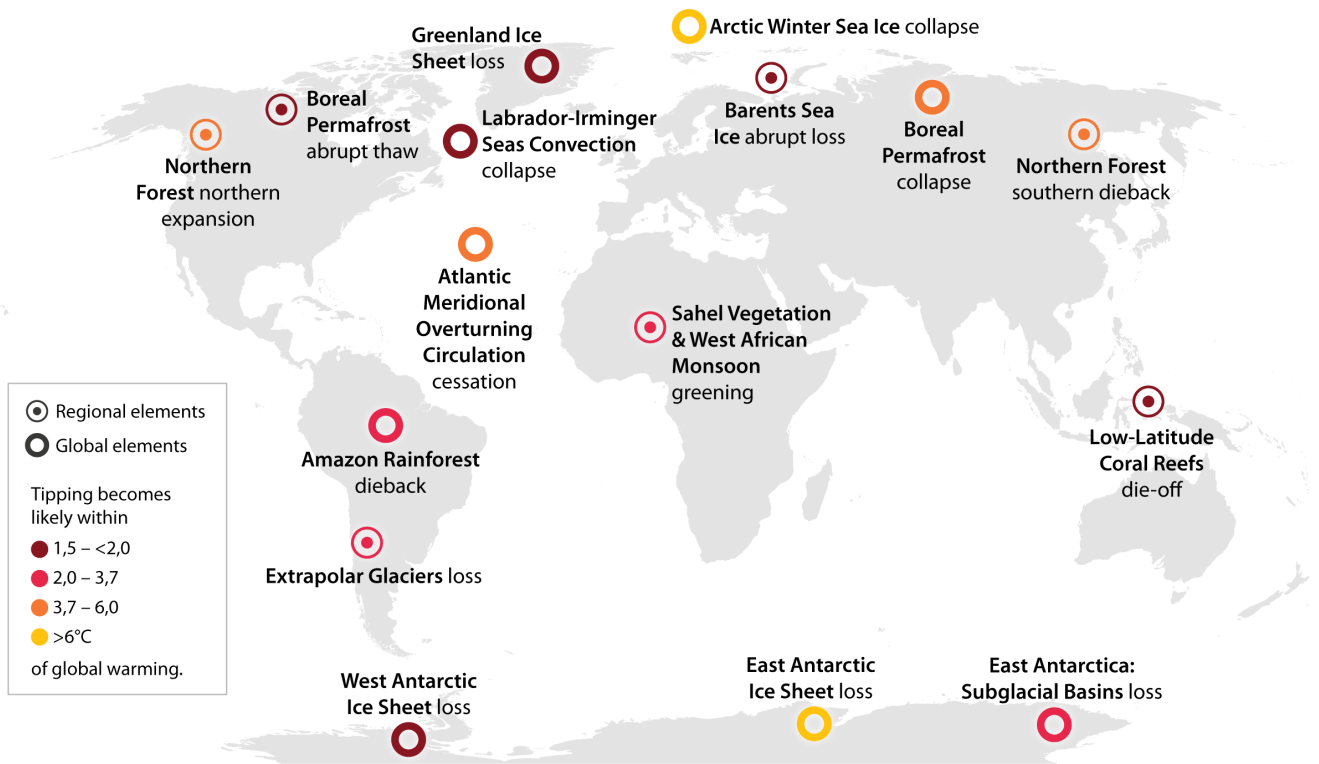 Arctic Winter Sea Ice collapse
Greenland Ice
Sheet loss
Boreal
Permafrost
abrupt thaw
Labrador-Irminger
Seas Convection
collapse
Barents Sea
Ice abrupt loss
Boreal
Permafrost
collapse
Northern
Forest northern
expansion
Northern Forest
southern dieback
Atlantic
Meridional
Overturning
Circulation
cessation
Sahel Vegetation
& West African
Monsoon
greening
Regional elements
Global elements
Tipping becomes
likely within
1,5 – <2,0
2,0 – 3,7
3,7 – 6,0
>6°C
of global warming.
Amazon Rainforest
dieback
Low-Latitude
Coral Reefs
die-off
Extrapolar Glaciers loss
West Antarctic
Ice Sheet loss
East Antarctic
Ice Sheet loss
East Antarctica:
Subglacial Basins loss